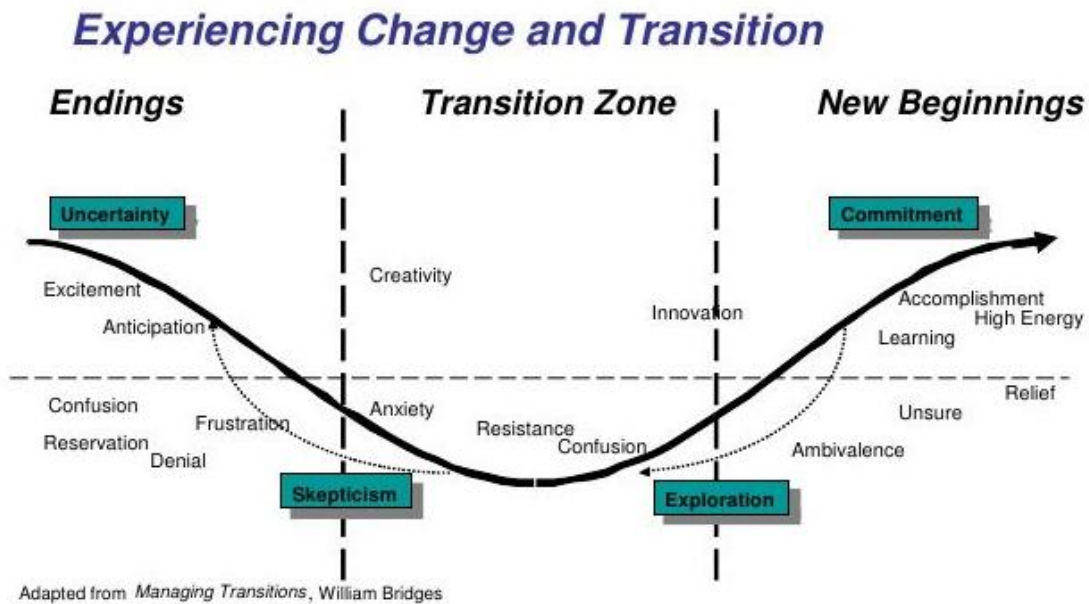 Experiencing Change and Transition
Endings
Transition Zone
New Beginnings
Uncertainty
Commitment
Excitement
Anticipation
Creativity
Innovation
Accomplishment
High Energy
Learning
Confusion
Reservation
Denial
Frustration
Anxiety
Resistance
Confusion
Relief
Unsure
Ambivalence
Skepticism
Exploration
Adapted from Managing Transitions, William Bridges